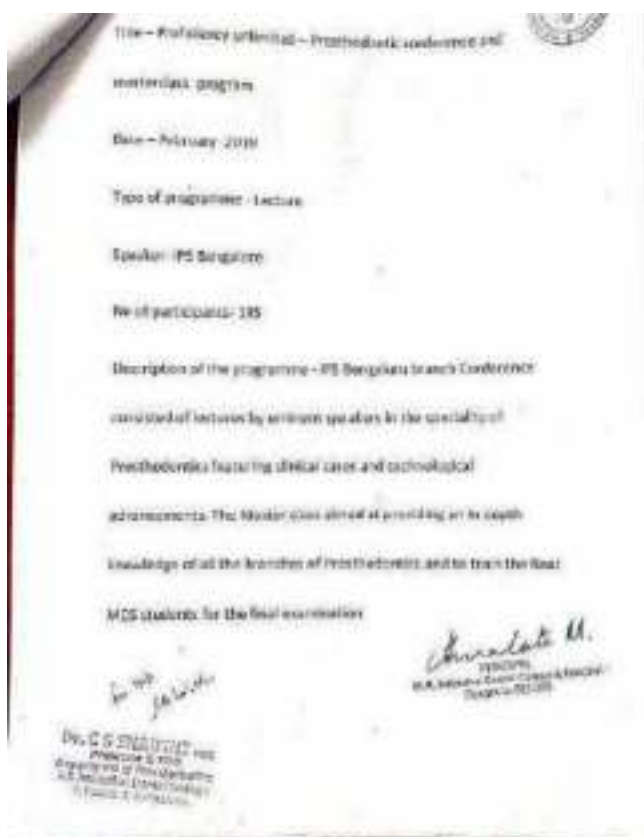 Title – Proficiency unlimited – Prosthodontic conference and
masterclass program
Date – February 2019
Type of programme - Lecture
Speaker- IPS Bangalore
No of participants- 195
Description of the programme – IPS Bengaluru branch Conference
consisted of lectures by eminent speakers in the speciality of
Prosthodontics featuring clinical cases and technological
advancements. The Master class aimed at providing an in depth
knowledge of all the branches of Prosthodontics and to train the final
MDS students for the final examination
PRINCIPAL